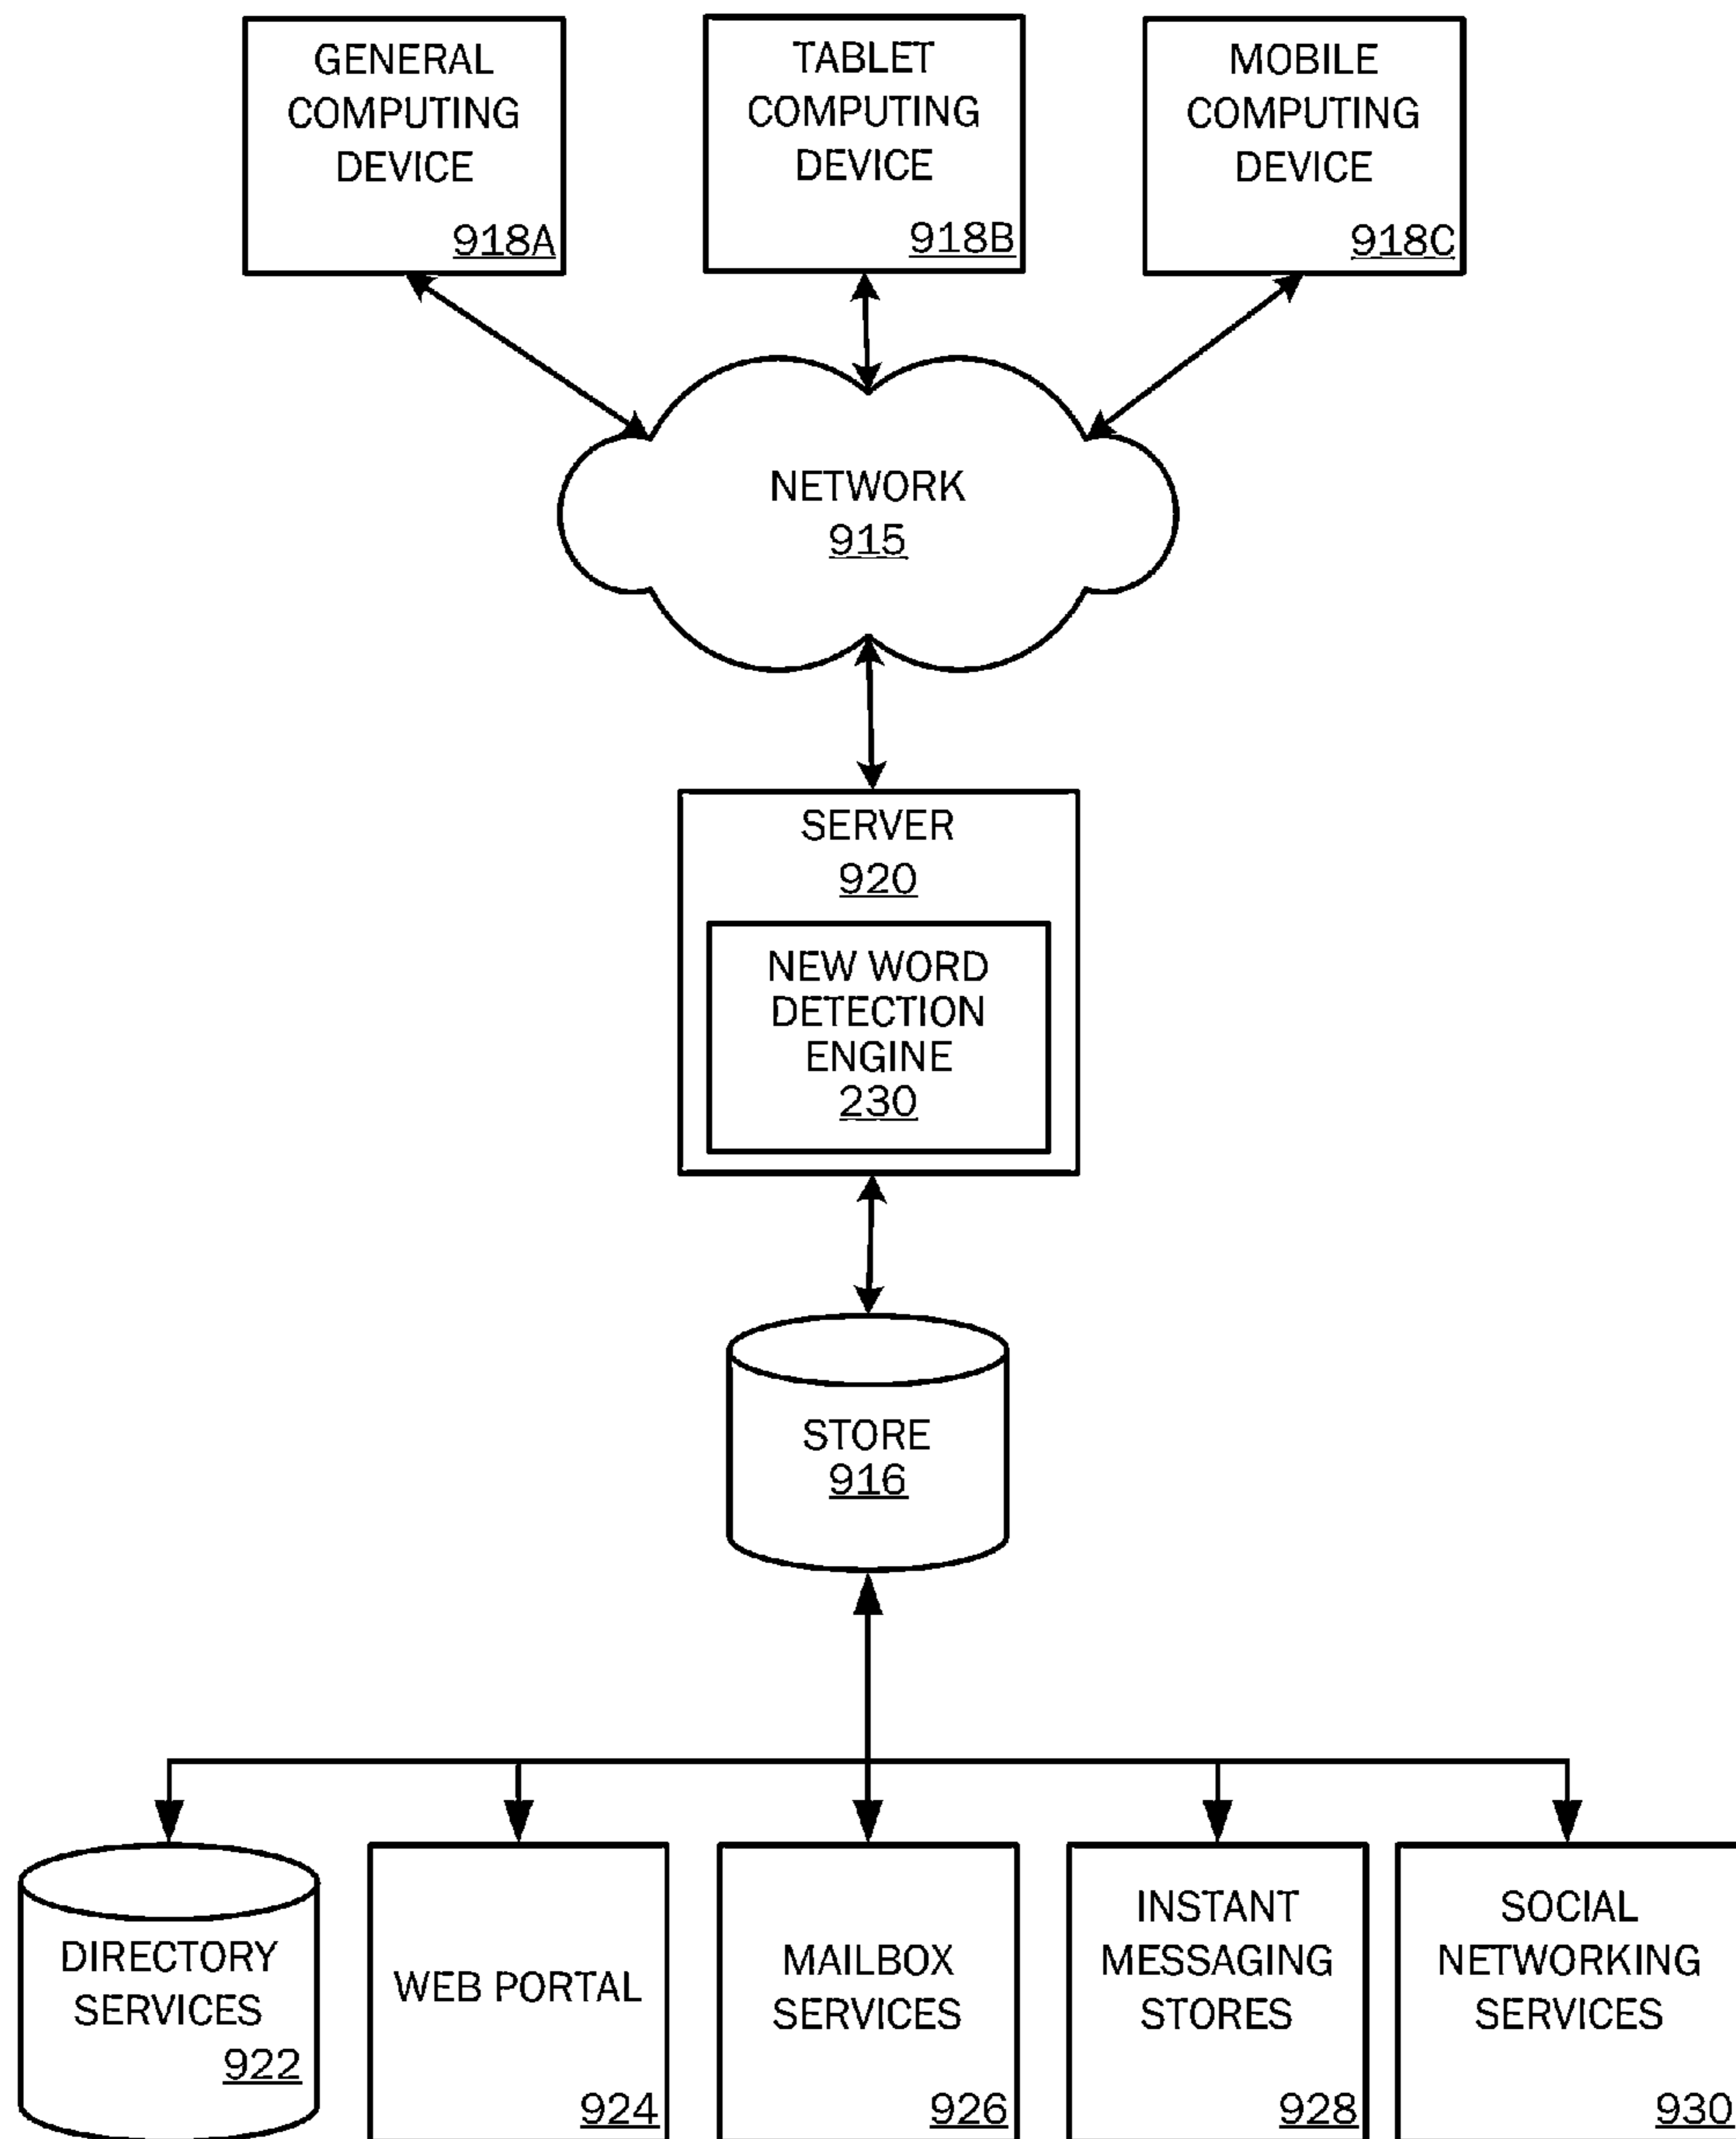 GENERAL
COMPUTING
DEVICE
918A
TABLET
COMPUTING
DEVICE
918B
MOBILE
COMPUTING
DEVICE
918C
NETWORK
915
SERVER
920
NEW WORD
DETECTION
ENGINE
230
STORE
916
DIRECTORY
SERVICES
922
WEB PORTAL
924
MAILBOX
SERVICES
926
INSTANT
MESSAGING
STORES
928
SOCIAL
NETWORKING
SERVICES
930